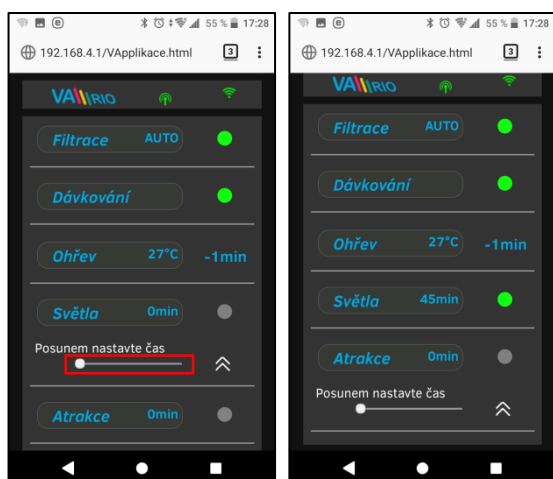 55 % 17:28
192.168.4.1/VApplikace.html 3
VARIO
Filtrace AUTO
Dávkování
Ohřev 27°C -1min
Světla 0min
Posunem nastavte čas
Atrakce 0min
55 % 17:28
192.168.4.1/VApplikace.html 3
VARIO
Filtrace AUTO
Dávkování
Ohřev 27°C -1min
Světla 45min
Atrakce 0min
Posunem nastavte čas